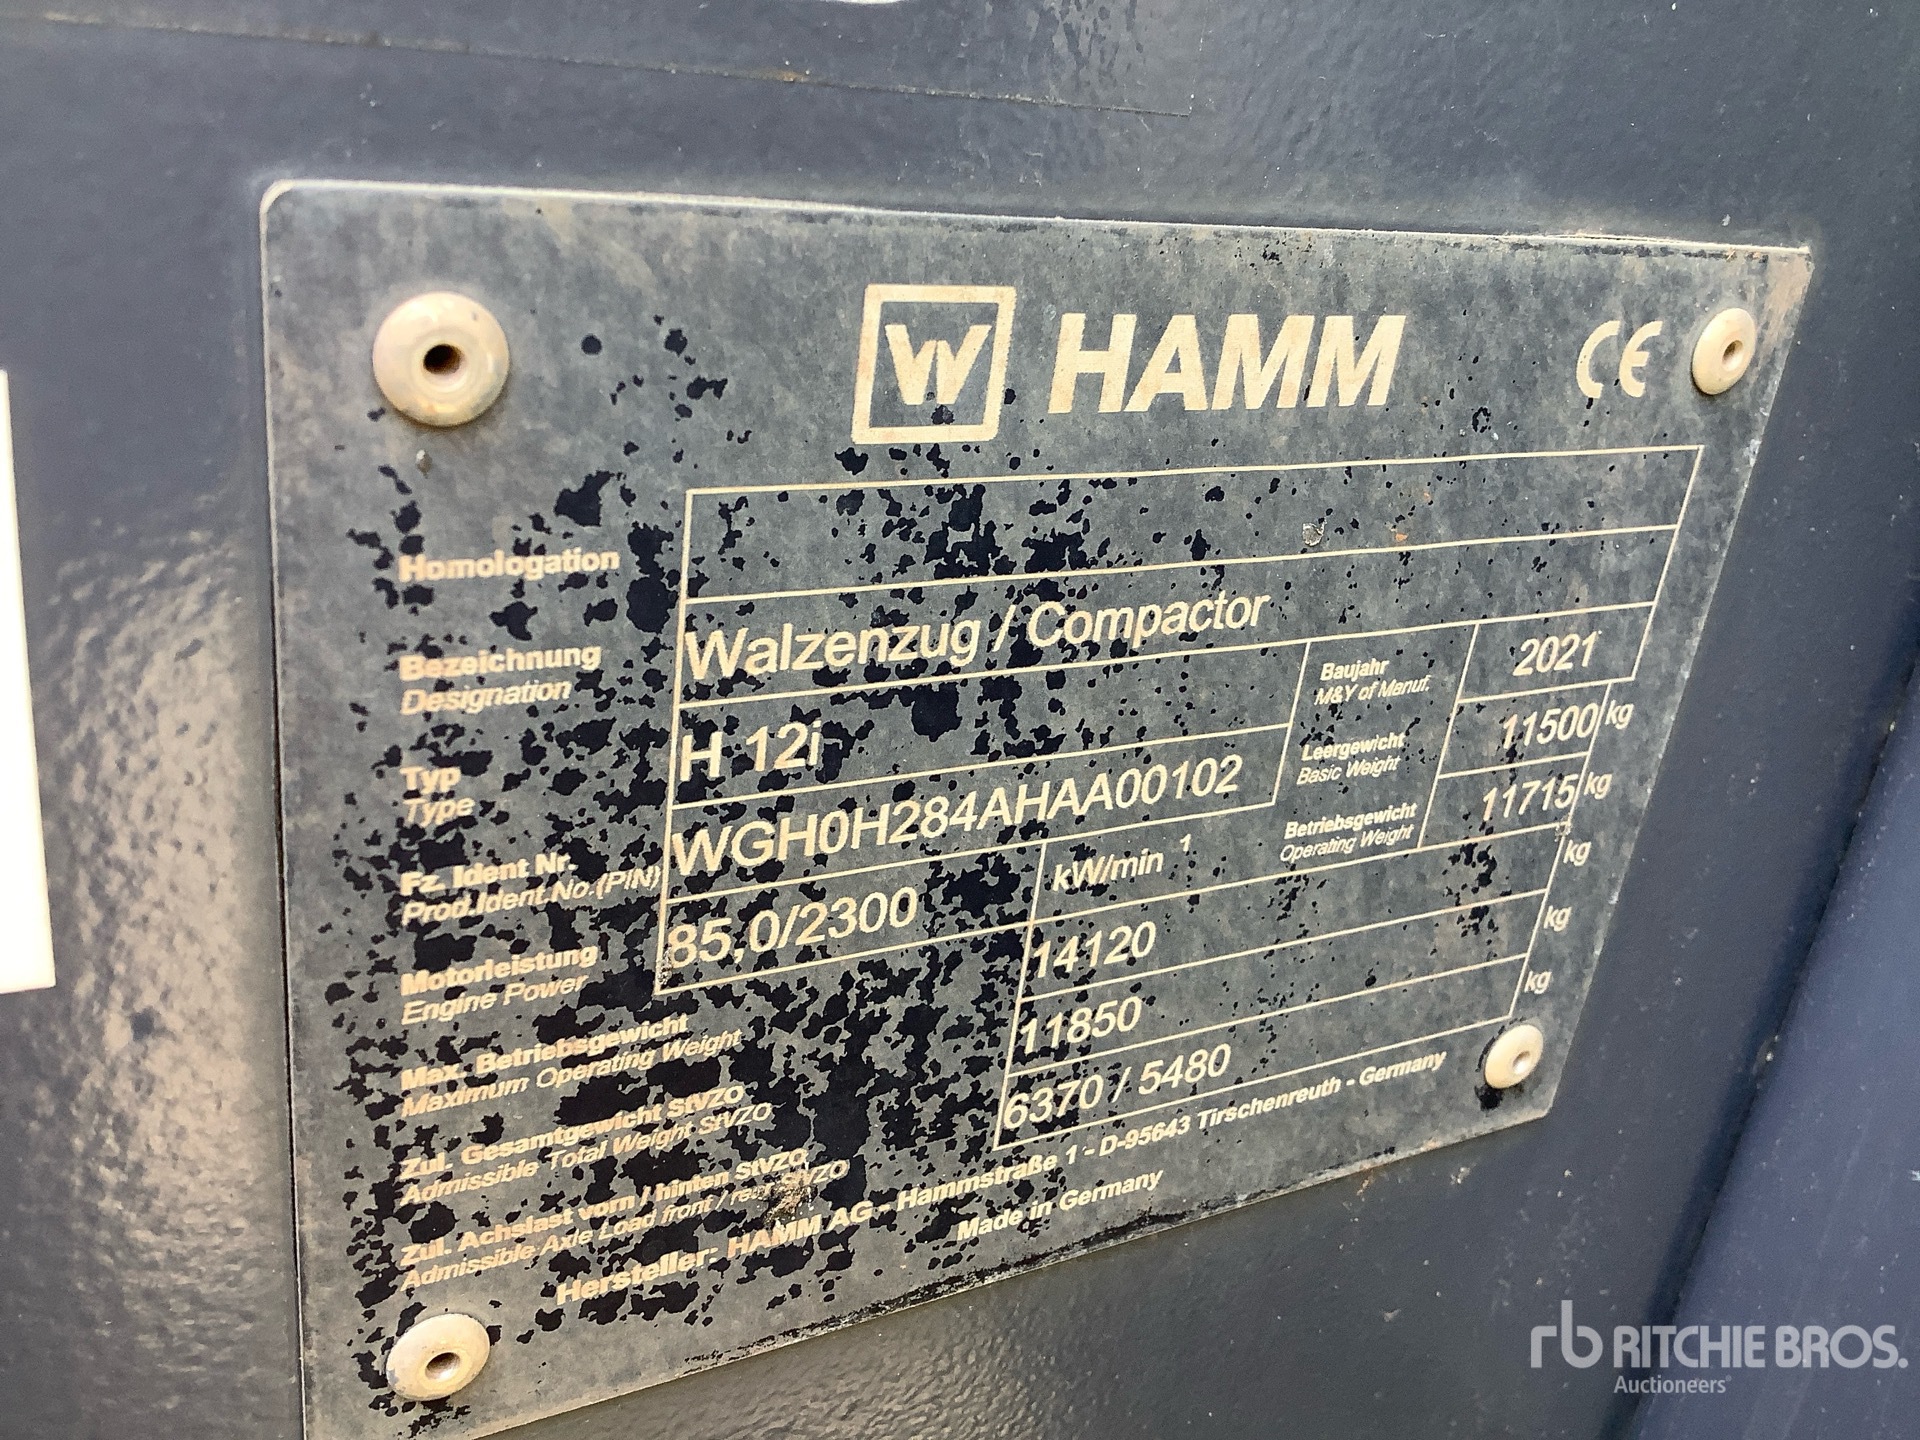 W HAMM CE
Homologation
Bezeichnung
Designation
Walzenzug / Compactor
Typ
Type
H 12i
Baujahr
M&Y of Manuf.
2021
Fz. Ident Nr.
Prod.Ident.No.(PIN)
WGH0H284AHAA00102
Leergewicht
Basic Weight
11500 kg
Motorleistung
Engine Power
85,0/2300 kW/min 1
Betriebsgewicht
Operating Weight
11715 kg
Max. Betriebsgewicht
Maximum Operating Weight
14120 kg
Zul. Gesamtgewicht StVZO
Admissible Total Weight StVZO
11850 kg
Zul. Achslast vorn / hinten StVZO
Admissible Axle Load front / rear StVZO
6370 / 5480 kg
Hersteller: HAMM AG - Hammstraße 1 - D-95643 Tirschenreuth - Germany
Made in Germany
rb RITCHIE BROS.
Auctioneers